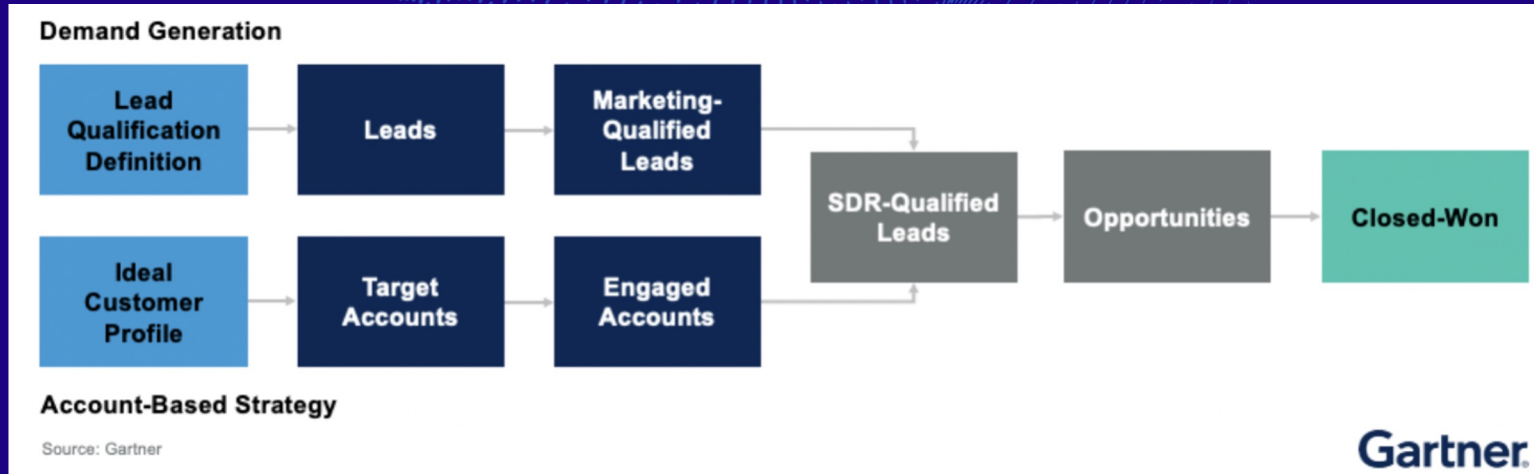 Demand Generation
Lead
Qualification
Definition
Leads
Marketing-
Qualified
Leads
SDR-Qualified
Leads
Opportunities
Closed-Won
Ideal
Customer
Profile
Target
Accounts
Engaged
Accounts
Account-Based Strategy
Source: Gartner
Gartner